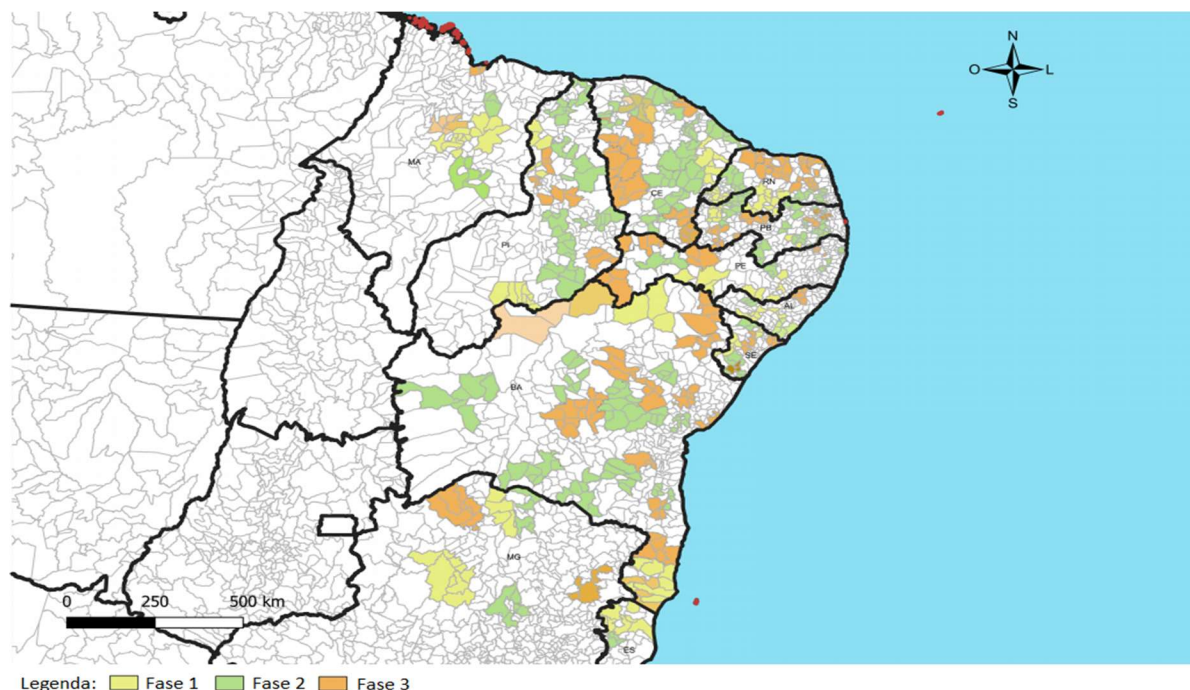 N
O L
S
MA
CE
RN
PB
PI
PE
AL
SE
BA
MG
0 250 500 km
ES
Legenda: Fase 1 Fase 2 Fase 3